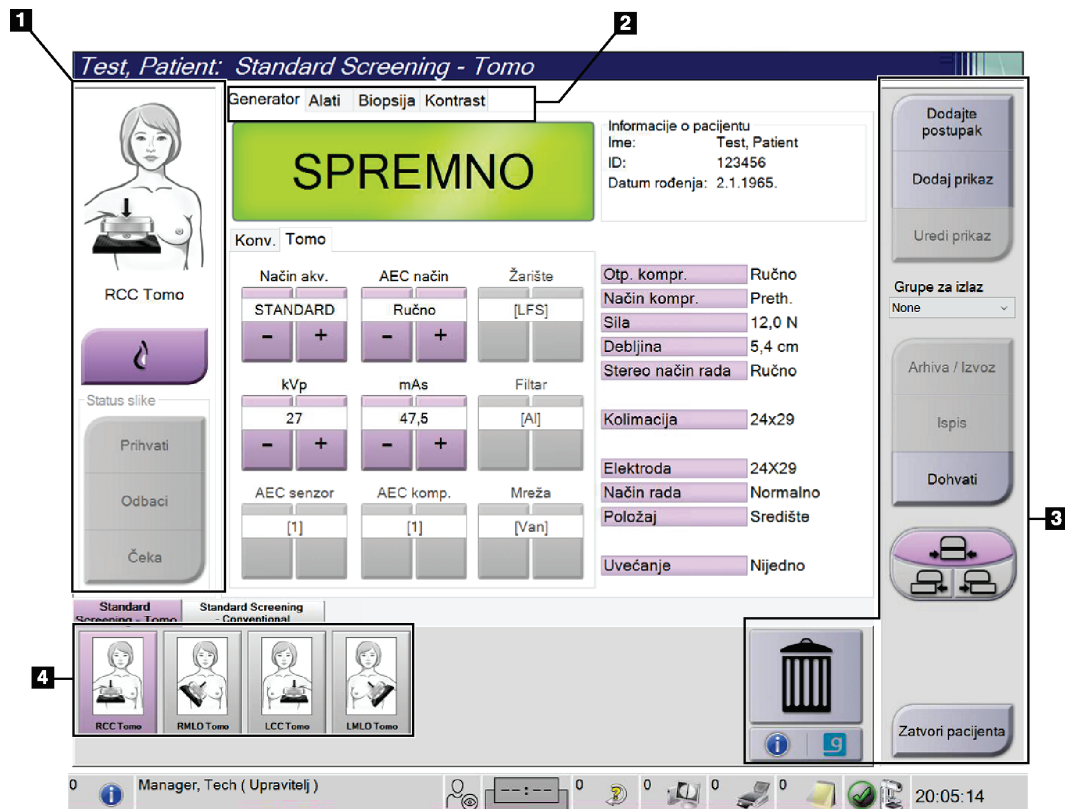 1
2
Test, Patient: Standard Screening - Tomo
Generator Alati Biopsija Kontrast
SPREMNO
Informacije o pacijentu
Ime: Test, Patient
ID: 123456
Datum rođenja: 2.1.1965.
RCC Tomo
Status slike
Prihvati
Odbaci
Čeka
Konv. Tomo
Način akv. AEC način Žarište
STANDARD Ručno [LFS]
- + - +
kVp mAs Filtar
27 47,5 [Al]
- + - +
AEC senzor AEC komp. Mreža
[1] [1] [Van]
Otp. kompr. Ručno
Način kompr. Preth.
Sila 12,0 N
Debljina 5,4 cm
Stereo način rada Ručno
Kolimacija 24x29
Elektroda 24X29
Način rada Normalno
Položaj Središte
Uvećanje Nijedno
Dodajte
postupak
Dodaj prikaz
Uredi prikaz
Grupe za izlaz
None
Arhiva / Izvoz
Ispis
Dohvati
3
Standard
Screening - Tomo
Standard Screening
- Conventional
4
RCC Tomo RMLO Tomo LCC Tomo LMLO Tomo
i g
Zatvori pacijenta
0 i Manager, Tech ( Upravitelj ) --:-- 0 ? 0 0 0 20:05:14